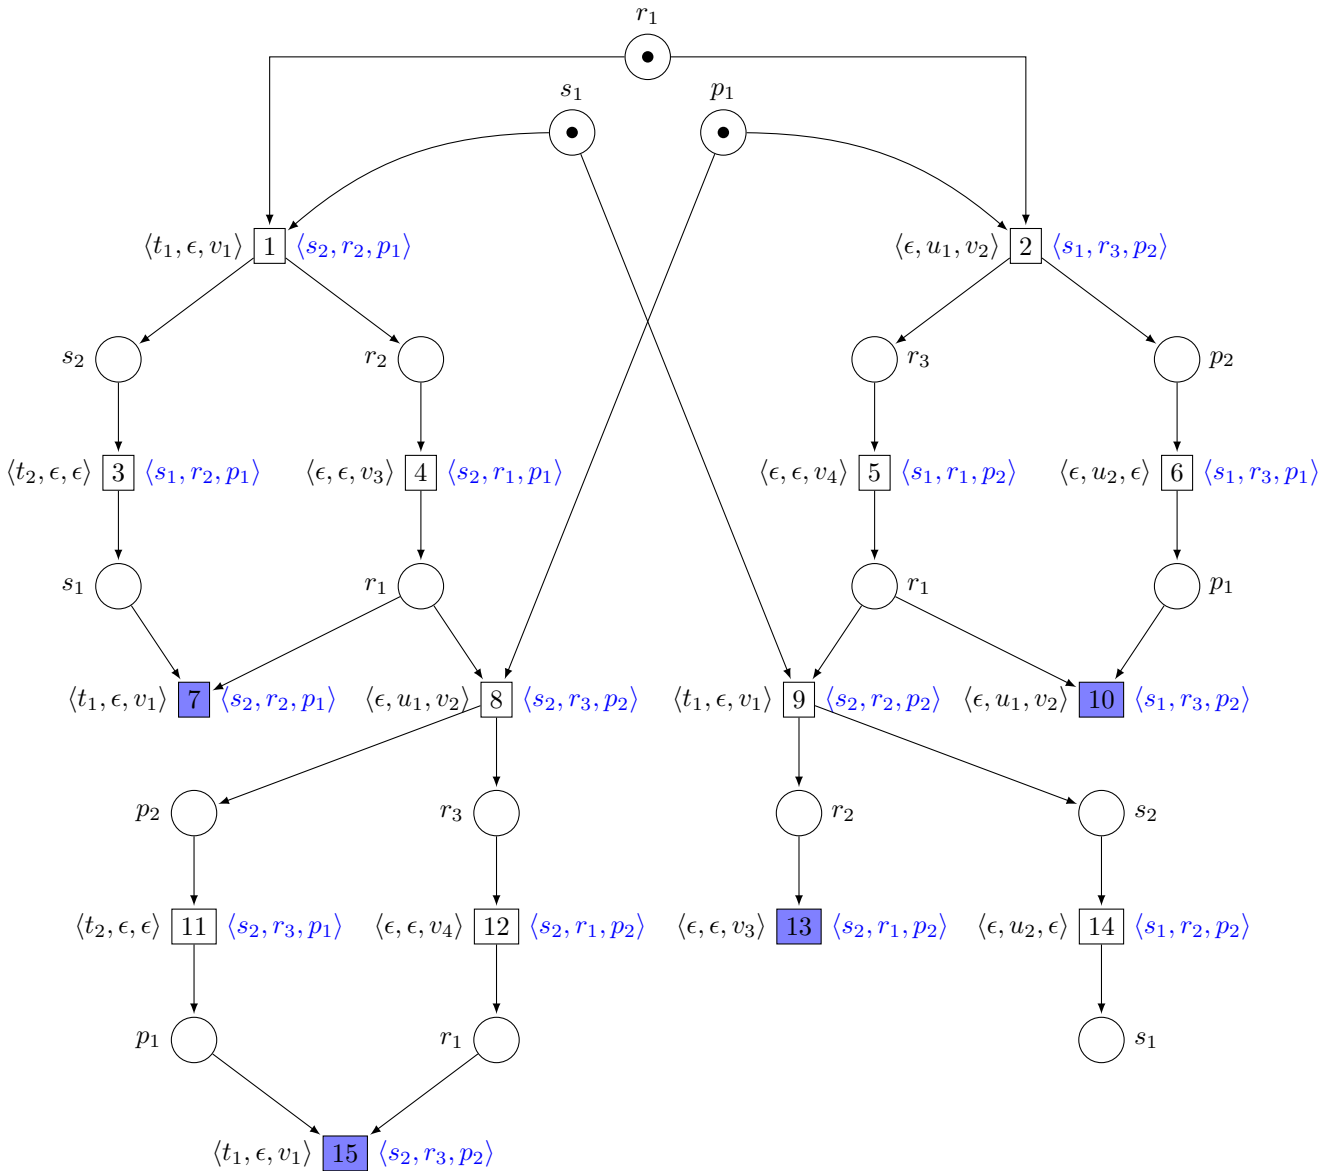 r₁
s₁ p₁
⟨t₁, ϵ, v₁⟩ 1 ⟨s₂, r₂, p₁⟩ ⟨ϵ, u₁, v₂⟩ 2 ⟨s₁, r₃, p₂⟩
s₂ r₂ r₃ p₂
⟨t₂, ϵ, ϵ⟩ 3 ⟨s₁, r₂, p₁⟩ ⟨ϵ, ϵ, v₃⟩ 4 ⟨s₂, r₁, p₁⟩ ⟨ϵ, ϵ, v₄⟩ 5 ⟨s₁, r₁, p₂⟩ ⟨ϵ, u₂, ϵ⟩ 6 ⟨s₁, r₃, p₁⟩
s₁ r₁ r₁ p₁
⟨t₁, ϵ, v₁⟩ 7 ⟨s₂, r₂, p₁⟩ ⟨ϵ, u₁, v₂⟩ 8 ⟨s₂, r₃, p₂⟩ ⟨t₁, ϵ, v₁⟩ 9 ⟨s₂, r₂, p₂⟩ ⟨ϵ, u₁, v₂⟩ 10 ⟨s₁, r₃, p₂⟩
p₂ r₃ r₂ s₂
⟨t₂, ϵ, ϵ⟩ 11 ⟨s₂, r₃, p₁⟩ ⟨ϵ, ϵ, v₄⟩ 12 ⟨s₂, r₁, p₂⟩ ⟨ϵ, ϵ, v₃⟩ 13 ⟨s₂, r₁, p₂⟩ ⟨ϵ, u₂, ϵ⟩ 14 ⟨s₁, r₂, p₂⟩
p₁ r₁ s₁
⟨t₁, ϵ, v₁⟩ 15 ⟨s₂, r₃, p₂⟩